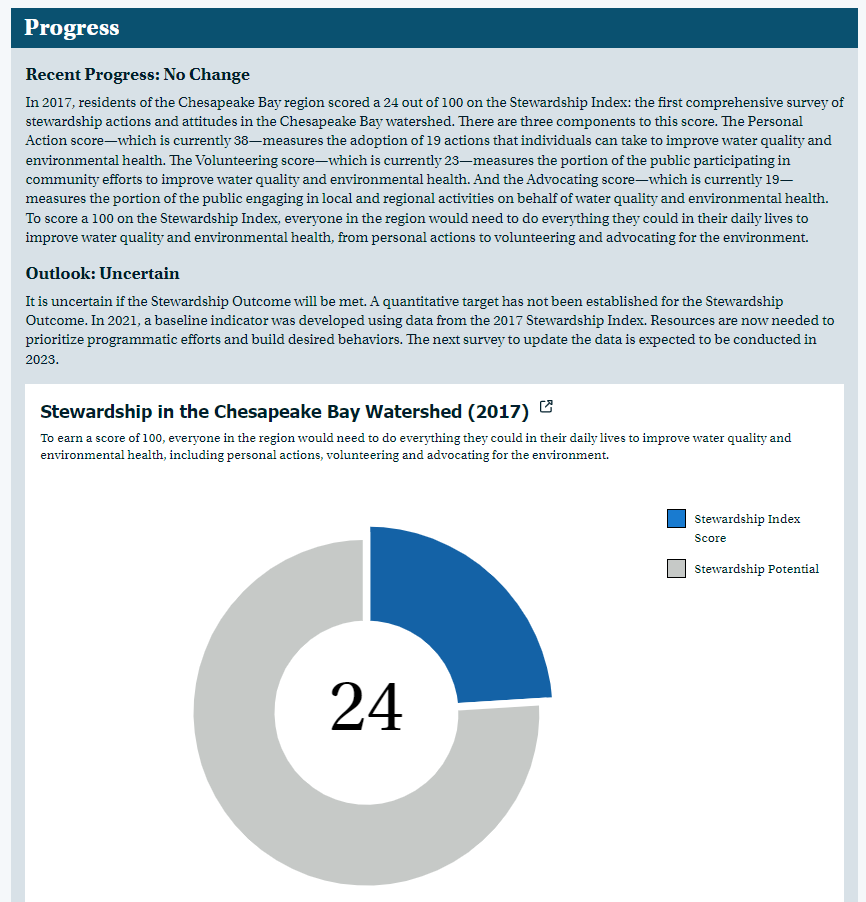 Progress
Recent Progress: No Change
In 2017, residents of the Chesapeake Bay region scored a 24 out of 100 on the Stewardship Index: the first comprehensive survey of
stewardship actions and attitudes in the Chesapeake Bay watershed. There are three components to this score. The Personal
Action score—which is currently 38—measures the adoption of 19 actions that individuals can take to improve water quality and
environmental health. The Volunteering score—which is currently 23—measures the portion of the public participating in
community efforts to improve water quality and environmental health. And the Advocating score—which is currently 19—
measures the portion of the public engaging in local and regional activities on behalf of water quality and environmental health.
To score a 100 on the Stewardship Index, everyone in the region would need to do everything they could in their daily lives to
improve water quality and environmental health, from personal actions to volunteering and advocating for the environment.
Outlook: Uncertain
It is uncertain if the Stewardship Outcome will be met. A quantitative target has not been established for the Stewardship
Outcome. In 2021, a baseline indicator was developed using data from the 2017 Stewardship Index. Resources are now needed to
prioritize programmatic efforts and build desired behaviors. The next survey to update the data is expected to be conducted in
2023.
Stewardship in the Chesapeake Bay Watershed (2017)
To earn a score of 100, everyone in the region would need to do everything they could in their daily lives to improve water quality and
environmental health, including personal actions, volunteering and advocating for the environment.
Stewardship Index
Score
Stewardship Potential
24